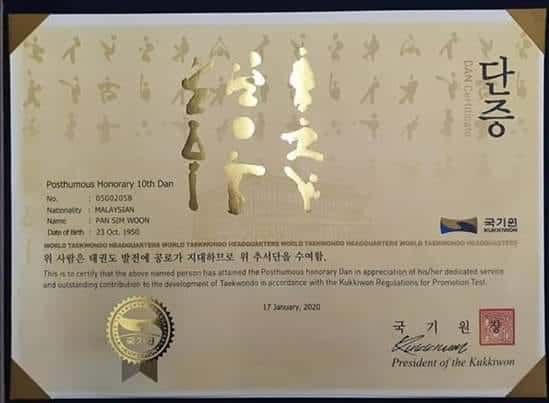 단증
DAN Certificate
Posthumous Honorary 10th Dan
No. : 05002058
Nationality : MALAYSIAN
Name : PAN SIM WOON
Date of Birth : 23 Oct. 1950
국기원
KUKKIWON
WORLD TAEKWONDO HEADQUARTERS WORLD TAEKWONDO HEADQUARTERS WORLD TAEKWONDO HEADQUARTERS WORLD TAEKWONDO HEADQUARTERS
위 사람은 태권도 발전에 공로가 지대하므로 위 추서단을 수여함.
This is to certify that the above named person has attained the Posthumous honorary Dan in appreciation of his/her dedicated service
and outstanding contribution to the development of Taekwondo in accordance with the Kukkiwon Regulations for Promotion Test.
17 January, 2020
국기원
국 기 원 장
President of the Kukkiwon